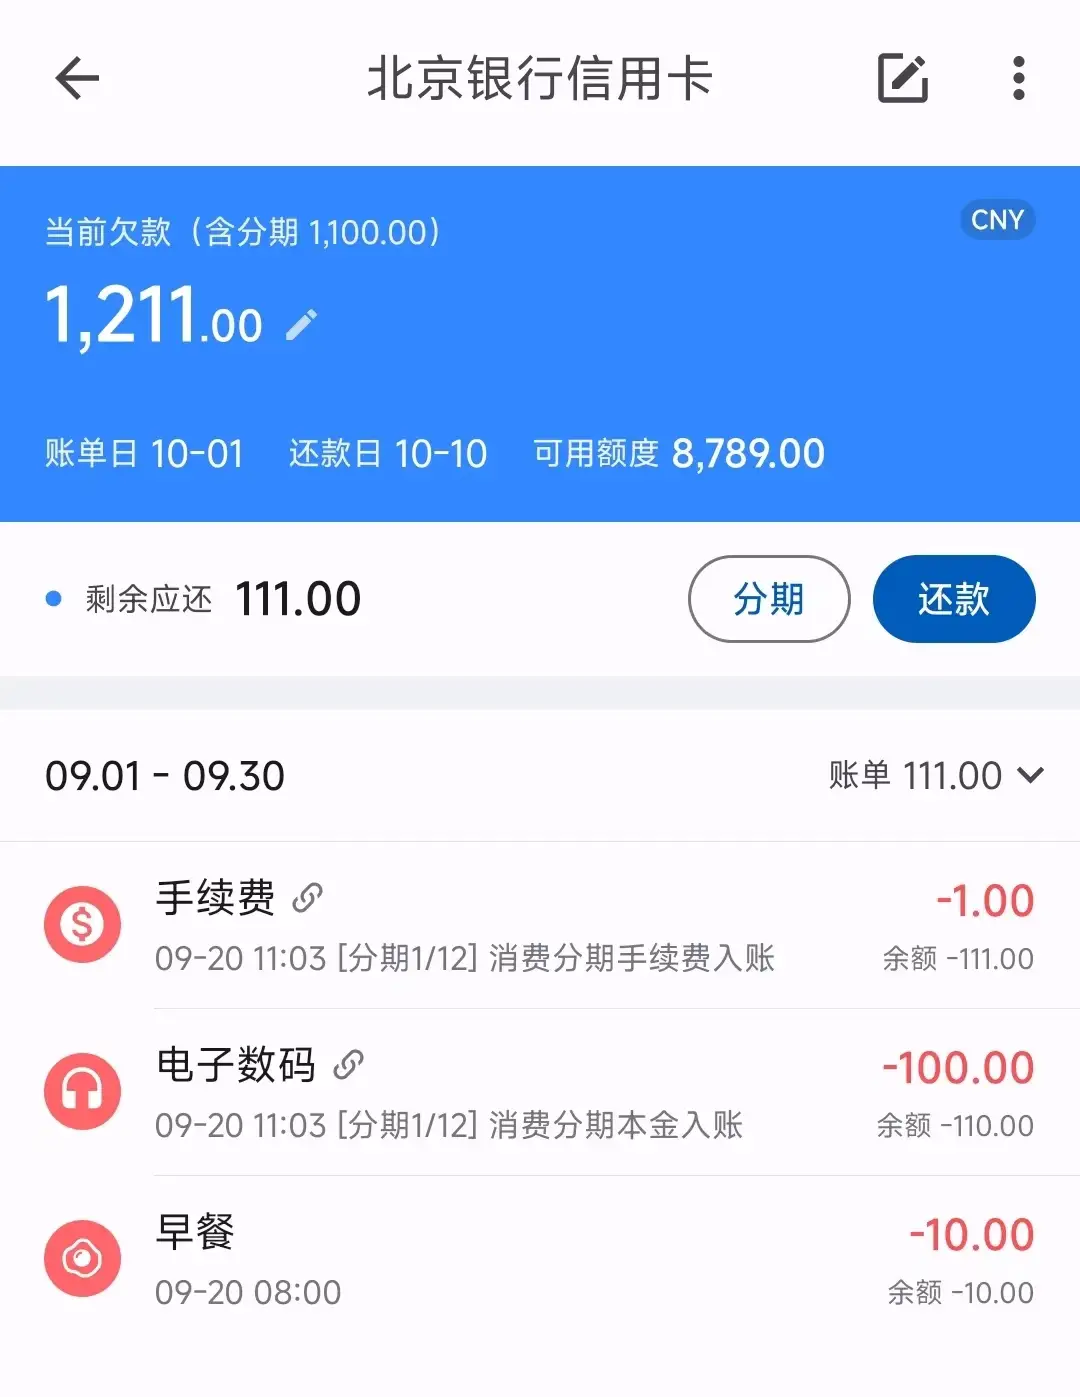 北京银行信用卡
当前欠款（含分期 1,100.00）
CNY
1,211.00
账单日 10-01 还款日 10-10 可用额度 8,789.00
剩余应还 111.00 分期 还款
09.01 - 09.30 账单 111.00
手续费 -1.00
09-20 11:03 [分期1/12] 消费分期手续费入账 余额 -111.00
电子数码 -100.00
09-20 11:03 [分期1/12] 消费分期本金入账 余额 -110.00
早餐 -10.00
09-20 08:00 余额 -10.00